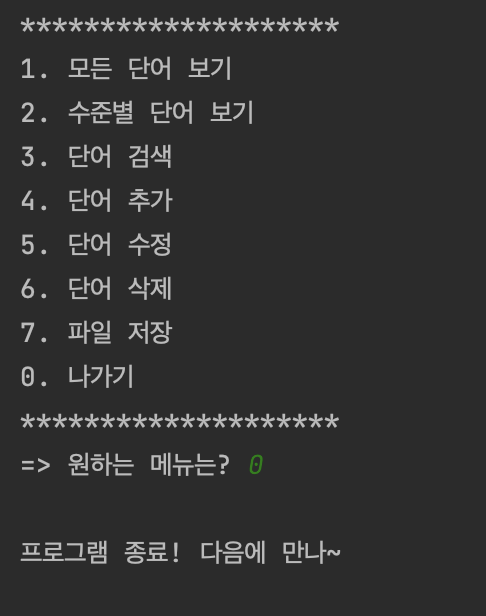 ********************
1. 모든 단어 보기
2. 수준별 단어 보기
3. 단어 검색
4. 단어 추가
5. 단어 수정
6. 단어 삭제
7. 파일 저장
0. 나가기
********************
=> 원하는 메뉴는? 0
프로그램 종료! 다음에 만나~